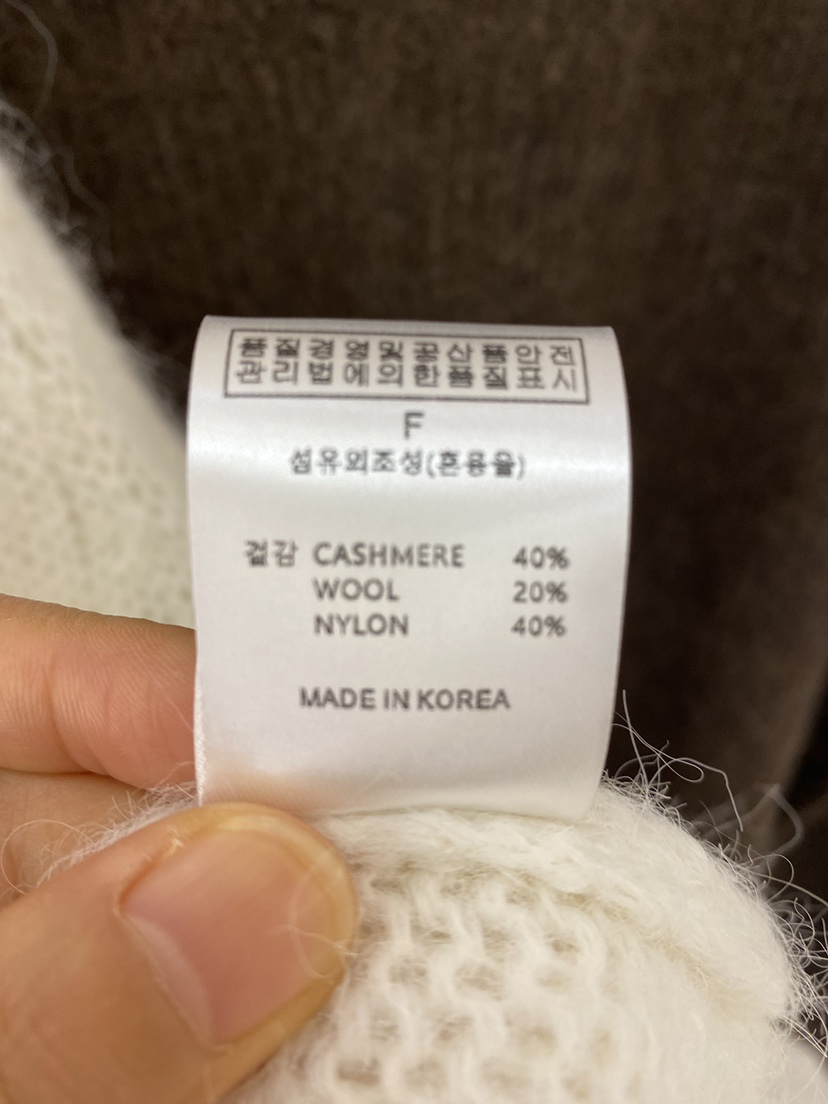 품질경영및공산품안전
관리법에의한품질표시
F
섬유의조성(혼용율)
겉감 CASHMERE 40%
WOOL 20%
NYLON 40%
MADE IN KOREA